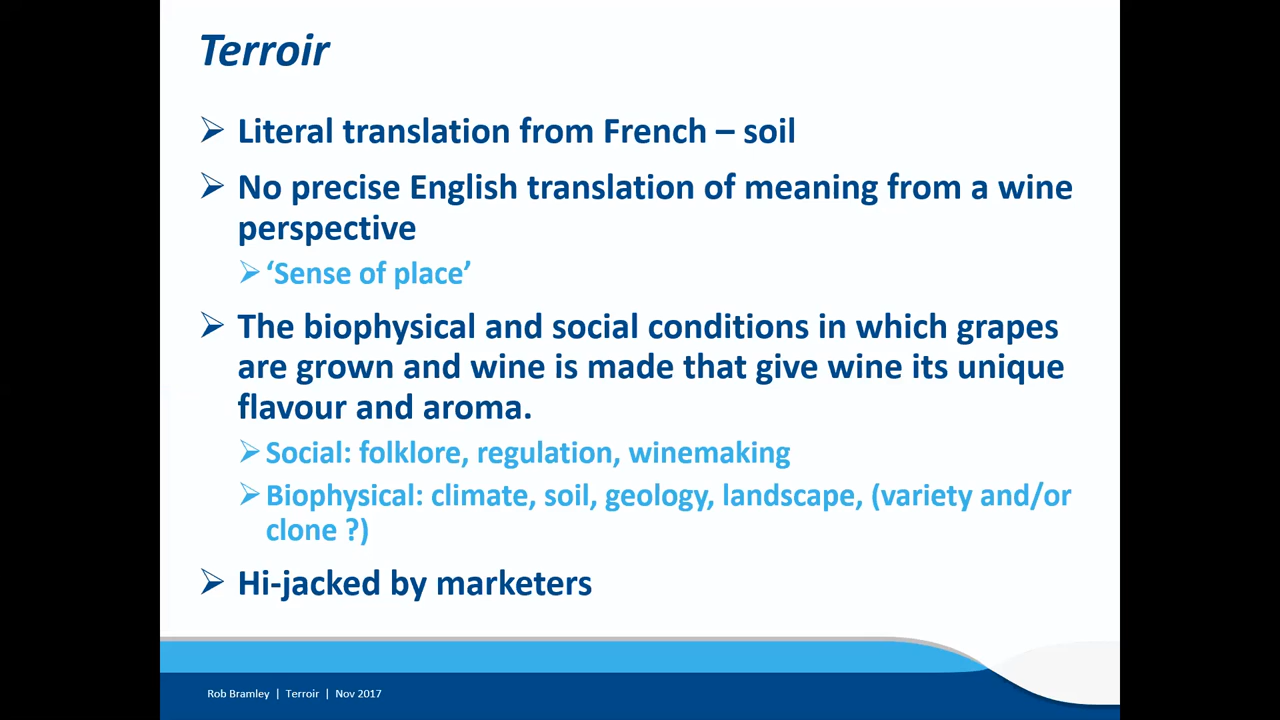 Terroir
➢ Literal translation from French – soil
➢ No precise English translation of meaning from a wine
perspective
➢ ‘Sense of place’
➢ The biophysical and social conditions in which grapes
are grown and wine is made that give wine its unique
flavour and aroma.
➢ Social: folklore, regulation, winemaking
➢ Biophysical: climate, soil, geology, landscape, (variety and/or
clone ?)
➢ Hi-jacked by marketers
Rob Bramley | Terroir | Nov 2017